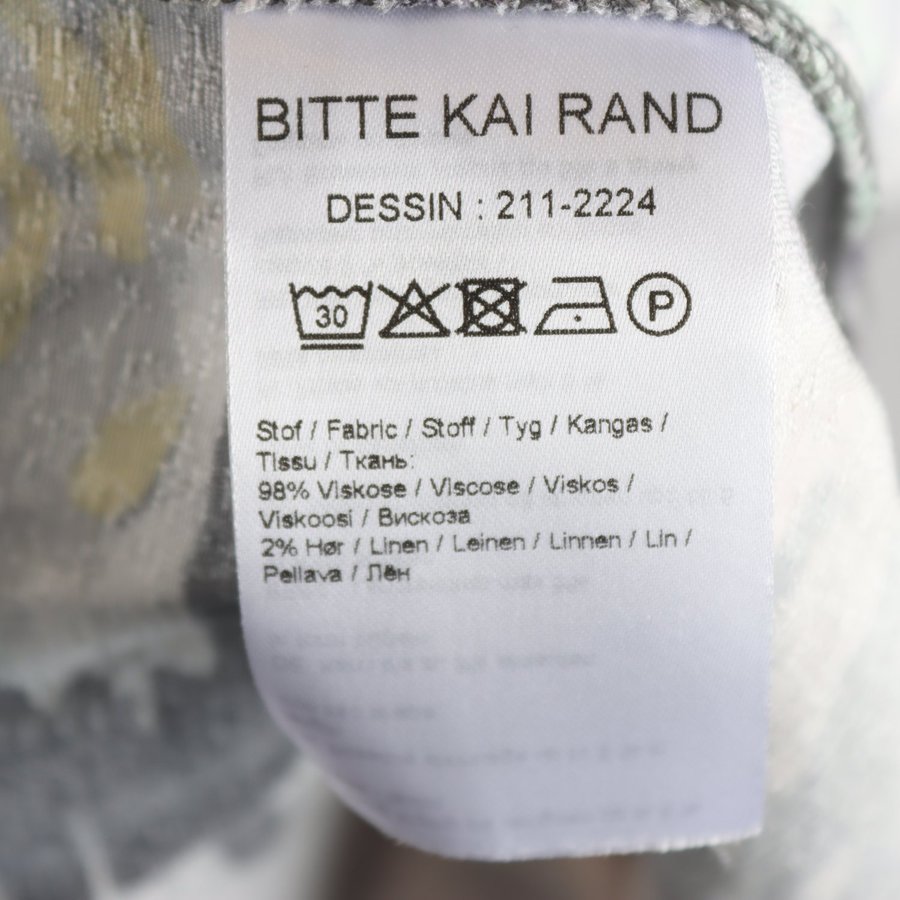 BITTE KAI RAND
DESSIN : 211-2224
30 P
Stof / Fabric / Stoff / Tyg / Kangas /
Tissu / Ткань:
98% Viskose / Viscose / Viskos /
Viskoosi / Вискоза
2% Hør / Linen / Leinen / Linnen / Lin /
Pellava / Лён